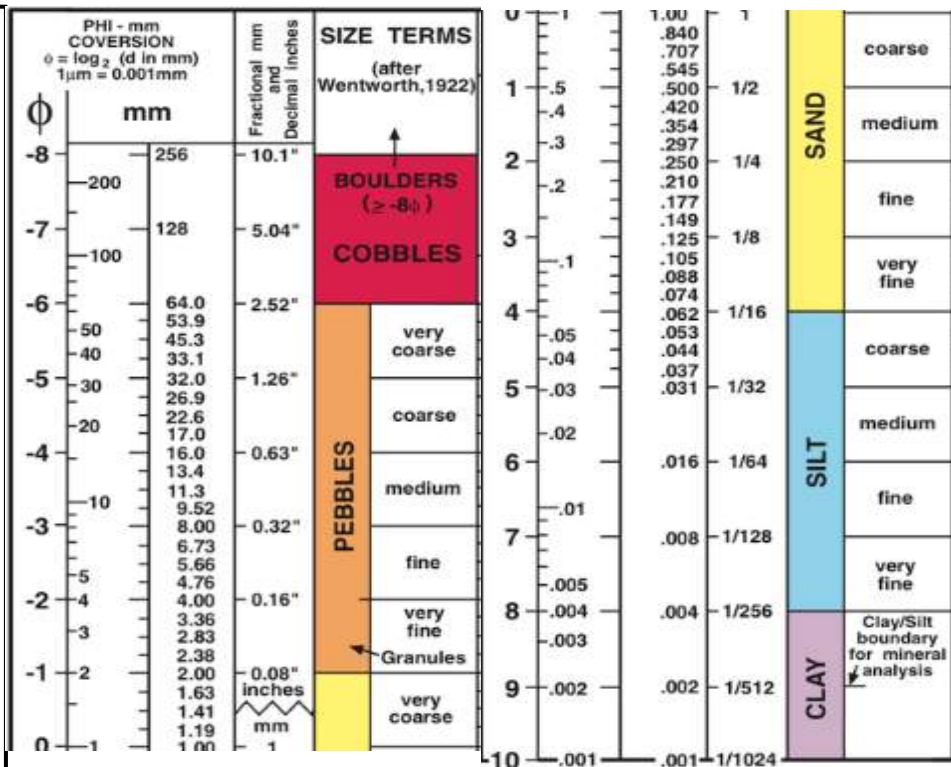 PHI - mm
COVERSION
ϕ = log₂ (d in mm)
1μm = 0.001mm
Fractional mm
and
Decimal inches
SIZE TERMS
(after
Wentworth,1922)
ϕ
mm
-8 256 10.1"
200
BOULDERS
(≥ -8ϕ)
-7 128 5.04"
100
COBBLES
-6 64.0 2.52"
53.9
50
45.3
very
coarse
40
33.1
-5 32.0 1.26"
30
26.9
22.6
coarse
20
17.0
-4 16.0 0.63"
13.4
11.3
medium
10
9.52
PEBBLES
-3 8.00 0.32"
6.73
5.66
fine
5
4.76
-2 4 4.00 0.16"
3.36
very
fine
3
2.83
2.38
Granules
-1 2 2.00 0.08"
1.63
inches
1.41
very
coarse
mm
1.19
0 1 1.00 1
0 .1 1.00 1
.840
.707
coarse
.545
1 .5 .500 1/2
.4
.420
.354
medium
.3
.297
SAND
2 .250 1/4
.2
.210
.177
fine
.149
3 .125 1/8
.1
.105
.088
very
fine
.074
4 .062 1/16
.05
.053
.044
coarse
.04
.037
5 .03 .031 1/32
.02
medium
6 .016 1/64
SILT
.01
fine
7 .008 1/128
.005
very
fine
8 .004 .004 1/256
.003
Clay/Silt
boundary
for mineral
analysis
9 .002 .002 1/512
CLAY
10 .001 .001 1/1024